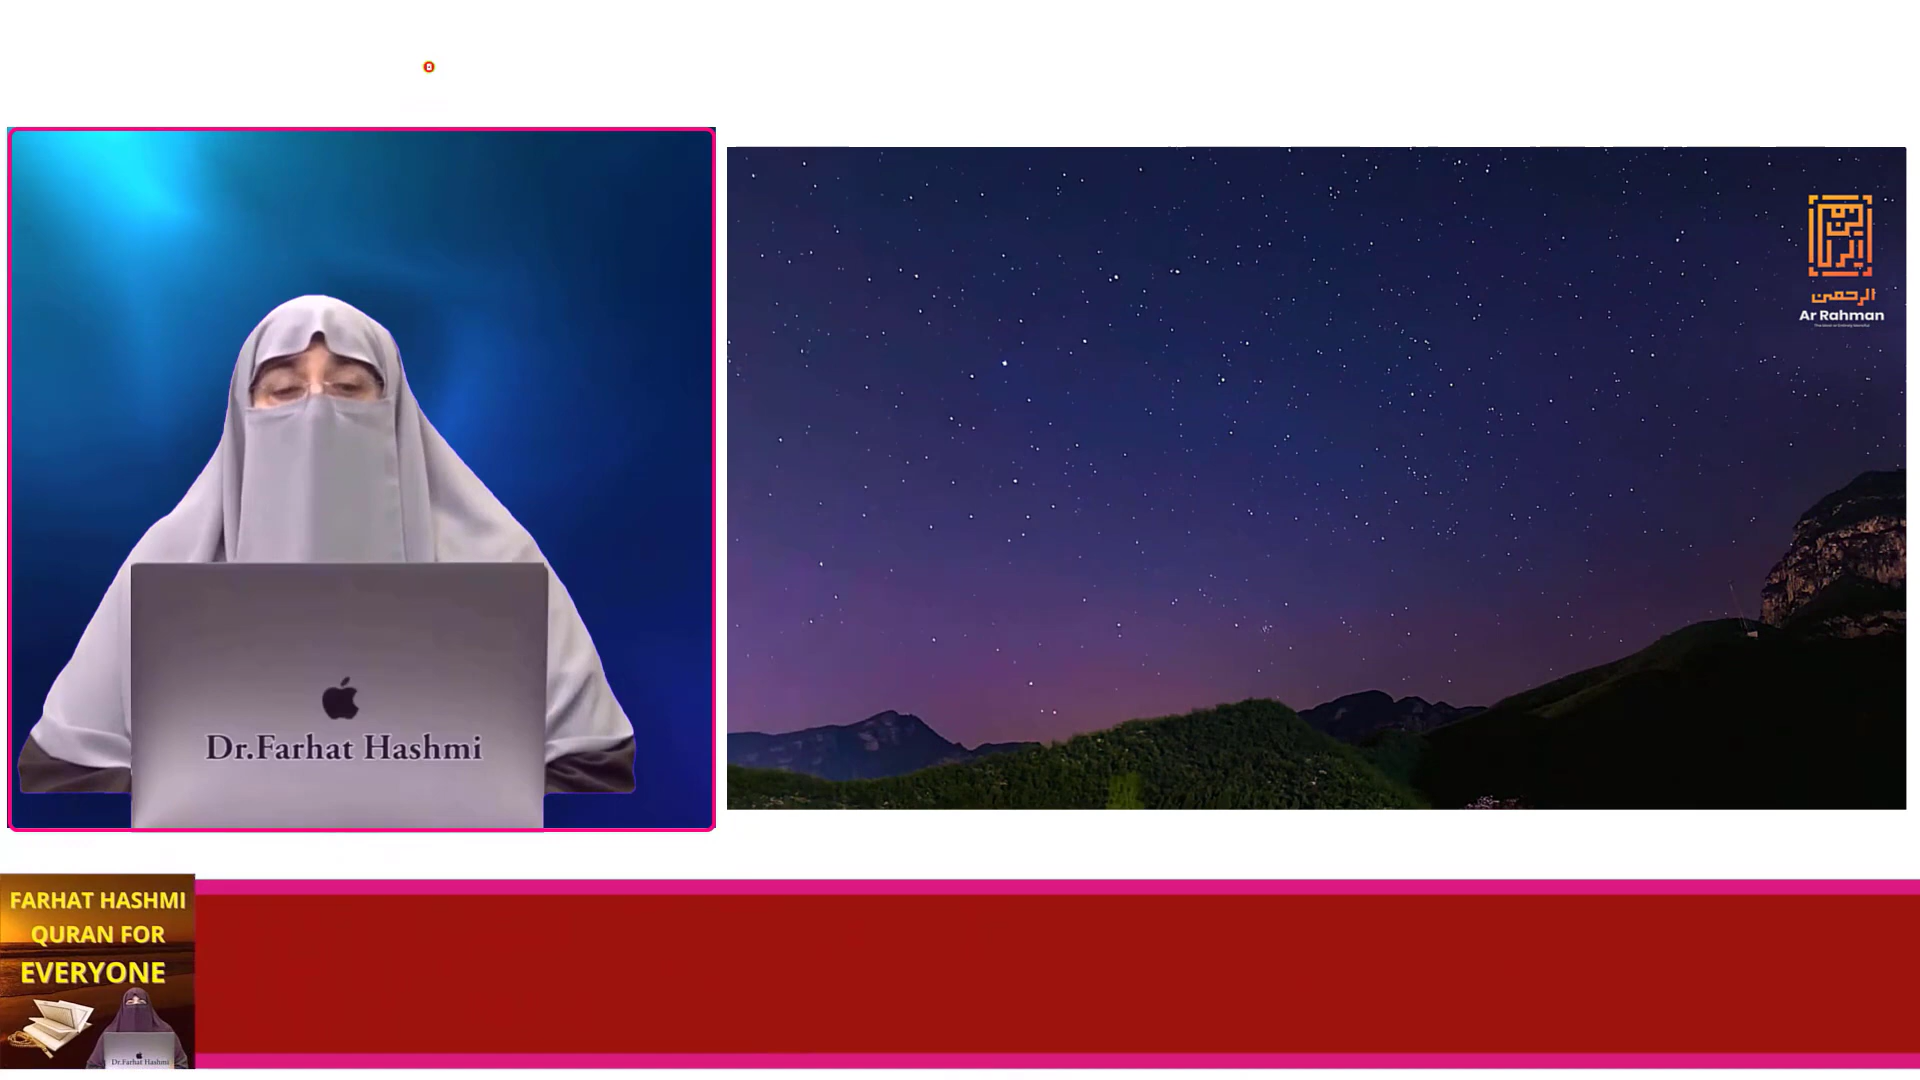 الرحمن
Ar Rahman
Dr.Farhat Hashmi
FARHAT HASHMI
QURAN FOR
EVERYONE
Dr.Farhat Hashmi